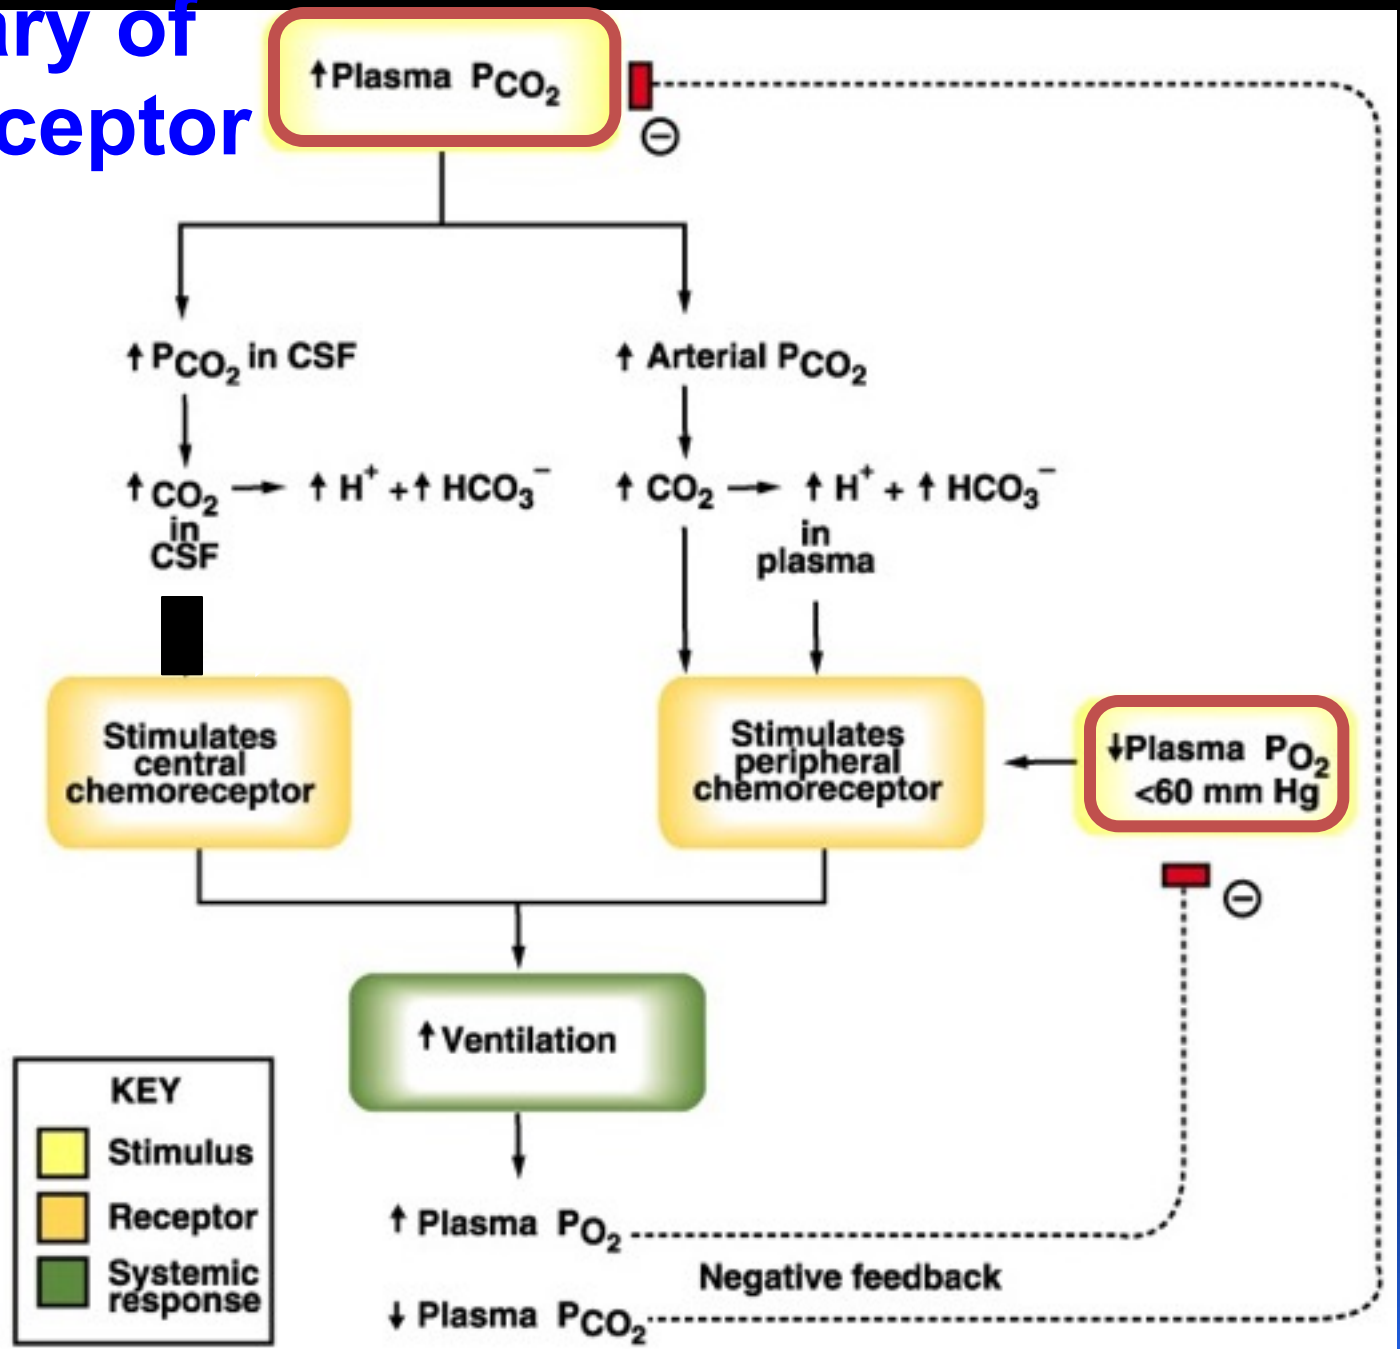 ary of
ceptor
↑Plasma PCO2
⊖
↑ PCO2 in CSF
↑ Arterial PCO2
↑ CO2 → ↑ H+ + ↑ HCO3−
in
CSF
↑ CO2 → ↑ H+ + ↑ HCO3−
in
plasma
Stimulates
central
chemoreceptor
Stimulates
peripheral
chemoreceptor
↓Plasma PO2
<60 mm Hg
⊖
↑ Ventilation
KEY
Stimulus
Receptor
Systemic
response
↑ Plasma PO2
Negative feedback
↓ Plasma PCO2